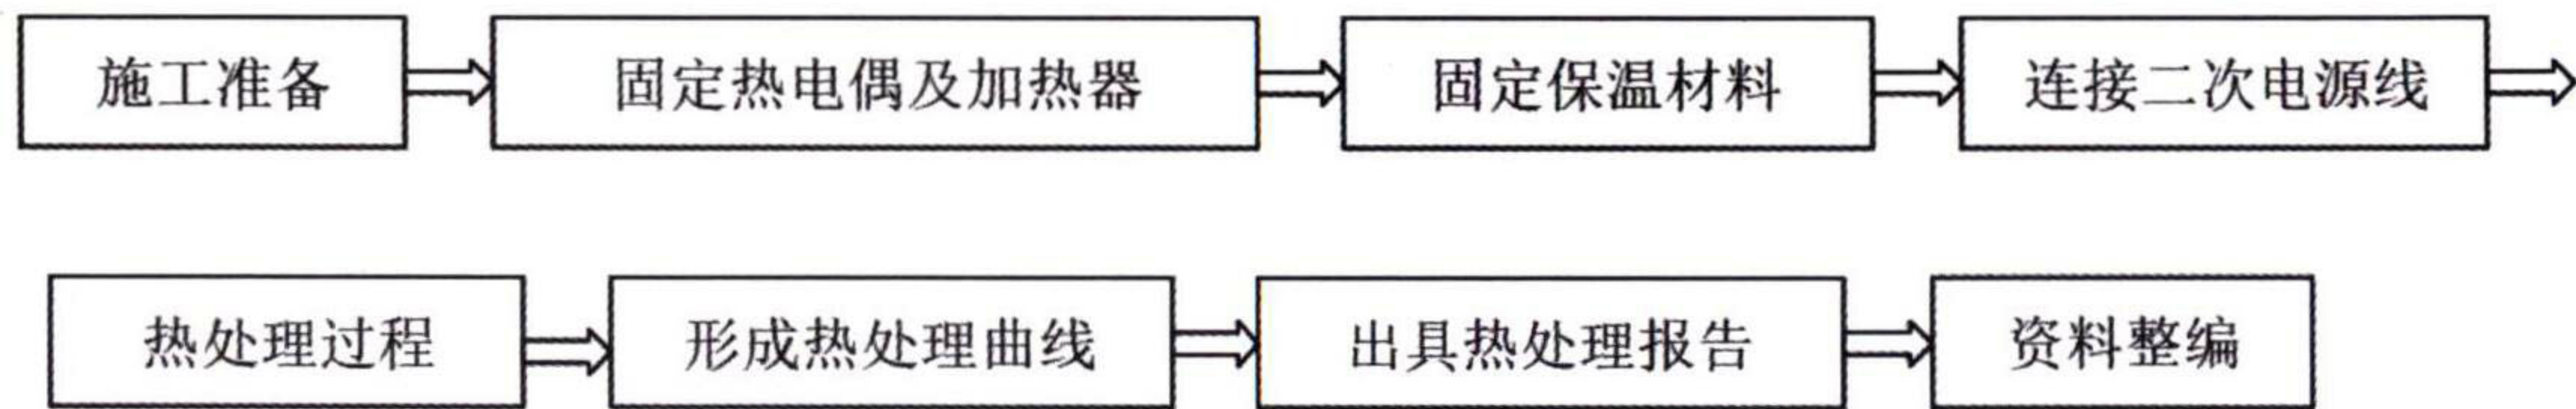 施工准备 固定热电偶及加热器 固定保温材料 连接二次电源线
热处理过程 形成热处理曲线 出具热处理报告 资料整编